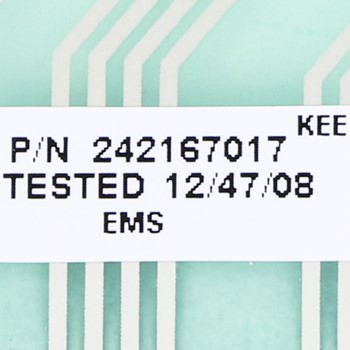 KEE
P/N 242167017
TESTED 12/47/08
EMS